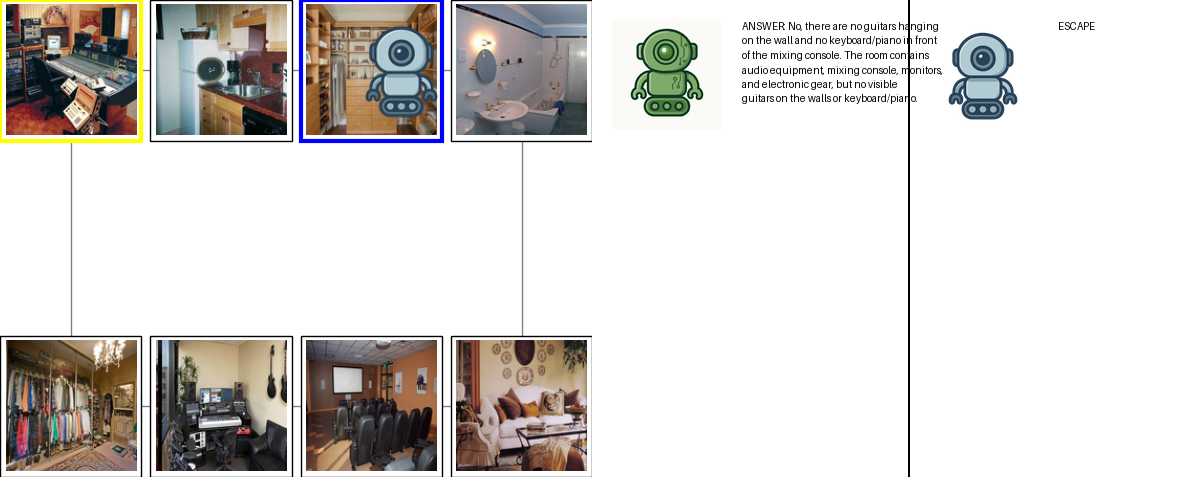 ANSWER: No, there are no guitars hanging
on the wall and no keyboard/piano in front
of the mixing console. The room contains
audio equipment, mixing console, monitors,
and electronic gear, but no visible
guitars on the walls or keyboard/piano.
ESCAPE